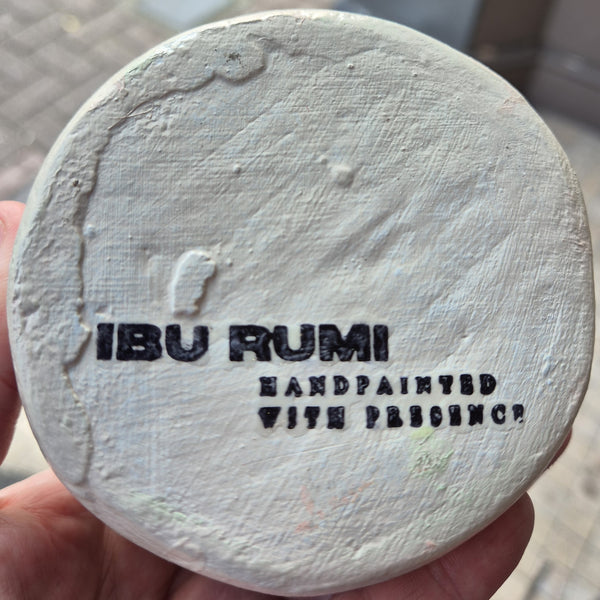 IBU RUMI
HANDPAINTED
WITH PRESENCE